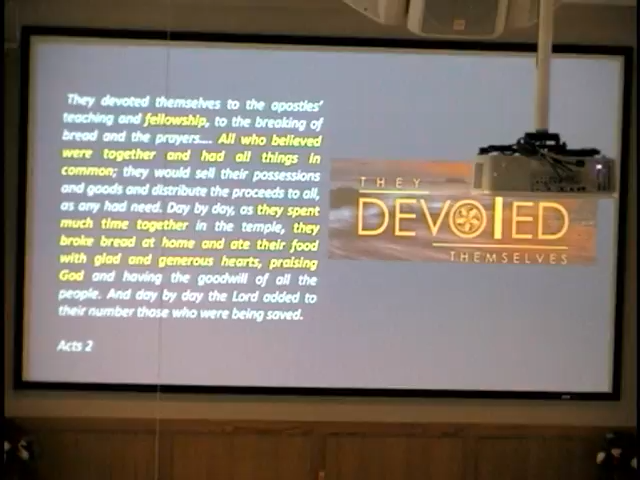 They devoted themselves to the apostles'
teaching and fellowship, to the breaking of
bread and the prayers.... All who believed
were together and had all things in
common; they would sell their possessions
and goods and distribute the proceeds to all,
as any had need. Day by day, as they spent
much time together in the temple, they
broke bread at home and ate their food
with glad and generous hearts, praising
God and having the goodwill of all the
people. And day by day the Lord added to
their number those who were being saved.
Acts 2
THEY
DEVOTED
THEMSELVES